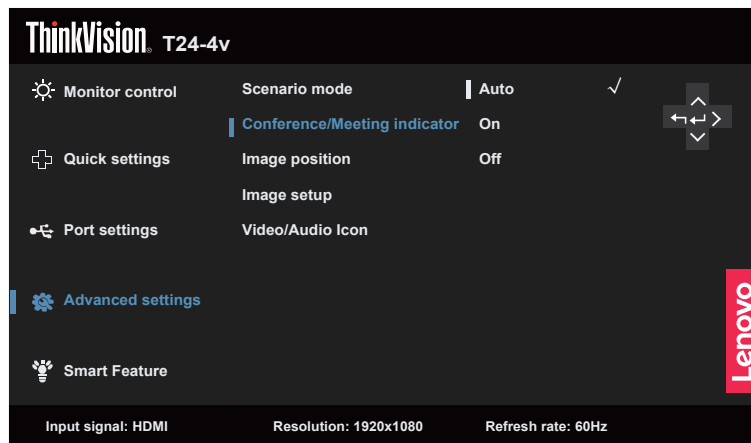 ThinkVision® T24-4v
Monitor control Scenario mode Auto √
Conference/Meeting indicator On
Quick settings Image position Off
Image setup
Port settings Video/Audio Icon
Advanced settings
Smart Feature
Lenovo
Input signal: HDMI Resolution: 1920x1080 Refresh rate: 60Hz